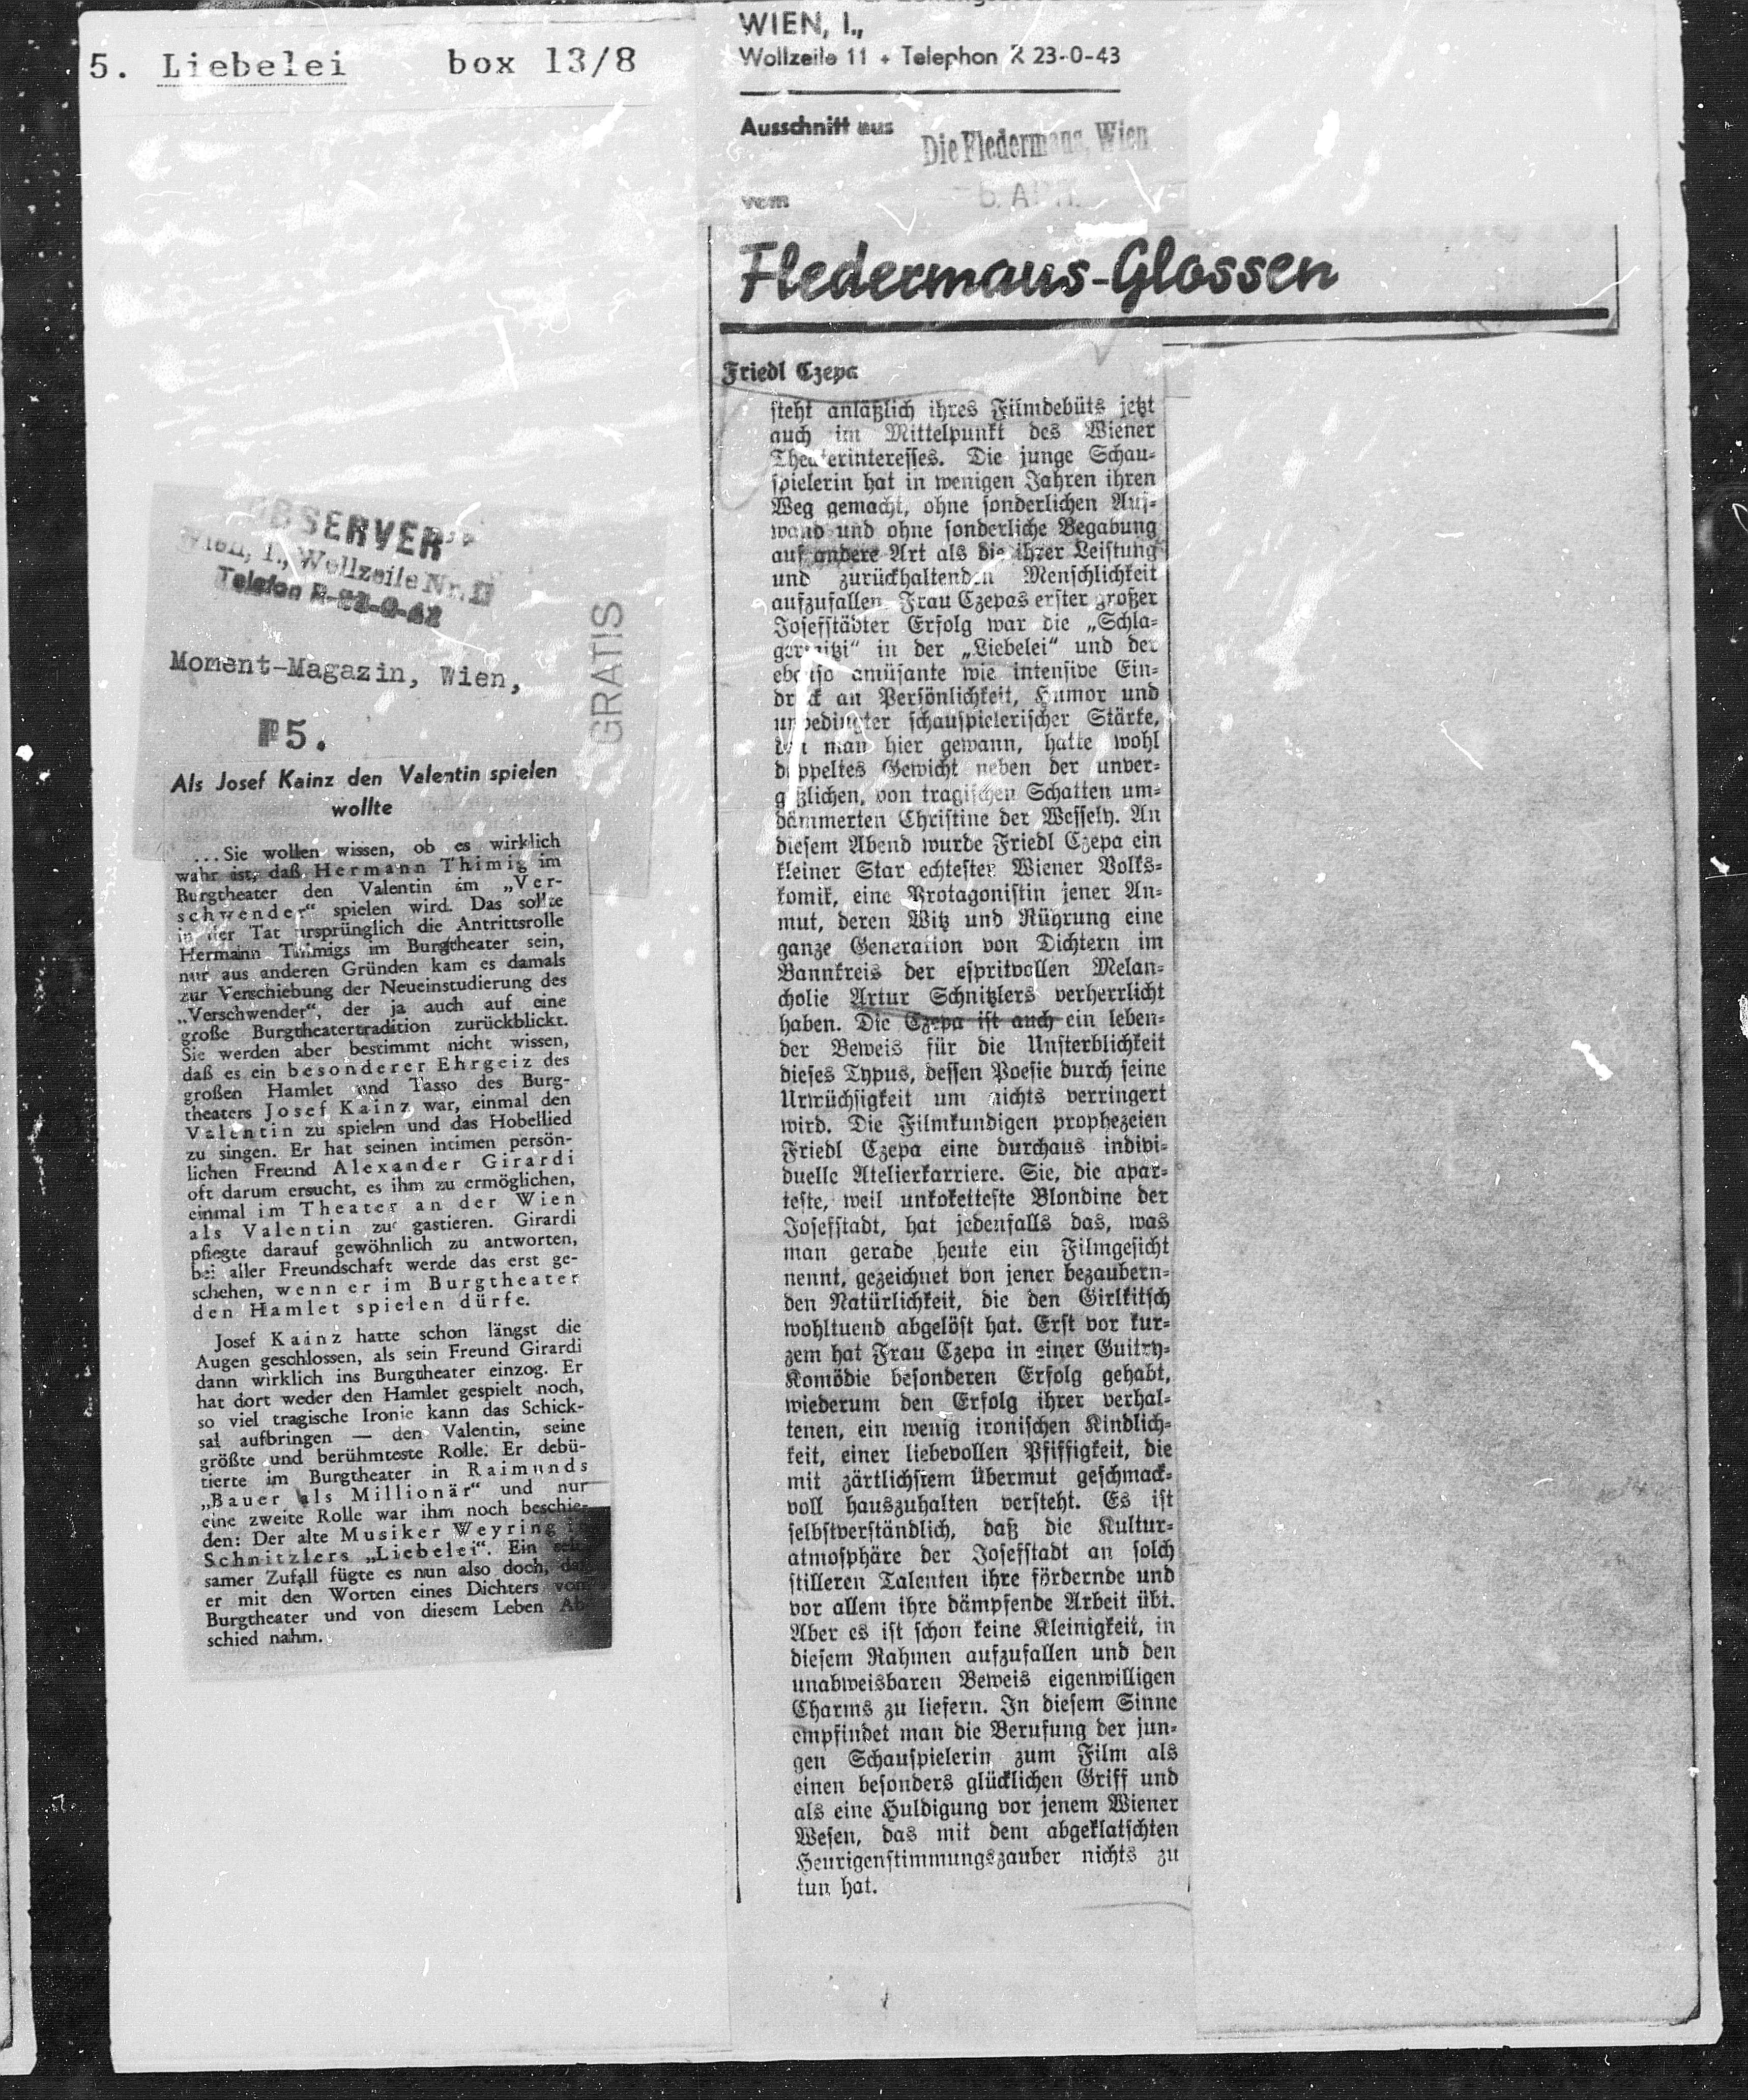 5. Liebelei box 13/8
"OBSERVER"
Wien, I., Wollzeile Nr. 11
Telefon
Moment-Magazin, Wien,
GRATIS
5.
Als Josef Kainz den Valentin spielen
wollte
...Sie wollen wissen, ob es wirklich
wahr ist, daß Hermann Thimig im
Burgtheater den Valentin im „Ver-
schwender“ spielen wird. Das sollte
in der Tat ursprünglich die Antrittsrolle
Hermann Thimigs im Burgtheater sein,
nur aus anderen Gründen kam es damals
zur Verschiebung der Neueinstudierung des
„Verschwender“, der ja auch auf eine
große Burgtheatertradition zurückblickt.
Sie werden aber bestimmt nicht wissen,
daß es ein besonderer Ehrgeiz des
großen Hamlet und Tasso des Burg-
theaters Josef Kainz war, einmal den
Valentin zu spielen und das Hobellied
zu singen. Er hat seinen intimen persön-
lichen Freund Alexander Girardi
oft darum ersucht, es ihm zu ermöglichen,
einmal im Theater an der Wien
als Valentin zu gastieren. Girardi
pflegte darauf gewöhnlich zu antworten,
bei aller Freundschaft werde das erst ge-
schehen, wenn er im Burgtheater
den Hamlet spielen dürfe.
Josef Kainz hatte schon längst die
Augen geschlossen, als sein Freund Girardi
dann wirklich ins Burgtheater einzog. Er
hat dort weder den Hamlet gespielt noch,
so viel tragische Ironie kann das Schick-
sal aufbringen — den Valentin, seine
größte und berühmteste Rolle. Er debü-
tierte im Burgtheater in Raimunds
„Bauer als Millionär“ und nur
eine zweite Rolle war ihm noch beschie-
den: Der alte Musiker Weyring in
Schnitzlers „Liebelei“. Ein selt-
samer Zufall fügte es nun also doch, daß
er mit den Worten eines Dichters vom
Burgtheater und von diesem Leben Ab-
schied nahm.
WIEN, I.,
Wollzeile 11 + Telephon R 23-0-43
Ausschnitt aus
Die Fledermaus, Wien
vom
Fledermaus-Glossen
Friedl Czepa
steht anläßlich ihres Filmdebüts jetzt
auch im Mittelpunkt des Wiener
Theaterinteresses. Die junge Schau-
spielerin hat in wenigen Jahren ihren
Weg gemacht, ohne sonderlichen Auf-
wand und ohne sonderliche Begabung
auf andere Art als die ihrer Leistung
und zurückhaltenden Menschlichkeit
aufzufallen. Frau Czepas erster großer
Josefstädter Erfolg war die „Schla-
germitzi“ in der „Liebelei“ und der
ebenso amüsante wie intensive Ein-
druck an Persönlichkeit, Humor und
unbedingter schauspielerischer Stärke,
den man hier gewann, hatte wohl
doppeltes Gewicht neben der unver-
geßlichen, von tragischen Schatten um-
dämmerten Christine der Wessely. An
diesem Abend wurde Friedl Czepa ein
kleiner Star echtester Wiener Volks-
komik, eine Protagonistin jener An-
mut, deren Witz und Rührung eine
ganze Generation von Dichtern im
Bannkreis der espritvollen Melan-
cholie Artur Schnitzlers verherrlicht
haben. Die Czepa ist auch ein leben-
der Beweis für die Unsterblichkeit
dieses Typus, dessen Poesie durch seine
Urwüchsigkeit um nichts verringert
wird. Die Filmkundigen prophezeien
Friedl Czepa eine durchaus indivi-
duelle Atelierkarriere. Sie, die apar-
teste, weil unkoketteste Blondine der
Josefstadt, hat jedenfalls das, was
man gerade heute ein Filmgesicht
nennt, gezeichnet von jener bezaubern-
den Natürlichkeit, die den Girlkitsch
wohltuend abgelöst hat. Erst vor kur-
zem hat Frau Czepa in einer Guitry-
Komödie besonderen Erfolg gehabt,
wiederum den Erfolg ihrer verhal-
tenen, ein wenig ironischen Kindlich-
keit, einer liebevollen Pfiffigkeit, die
mit zärtlichstem Übermut geschmack-
voll hauszuhalten versteht. Es ist
selbstverständlich, daß die Kultur-
atmosphäre der Josefstadt an solch
stilleren Talenten ihre fördernde und
vor allem ihre dämpfende Arbeit übt.
Aber es ist schon keine Kleinigkeit, in
diesem Rahmen aufzufallen und den
unabweisbaren Beweis eigenwilligen
Charms zu liefern. In diesem Sinne
empfindet man die Berufung der jun-
gen Schauspielerin zum Film als
einen besonders glücklichen Griff und
als eine Huldigung vor jenem Wiener
Wesen, das mit dem abgeklatschten
Heurigenstimmungszauber nichts zu
tun hat.